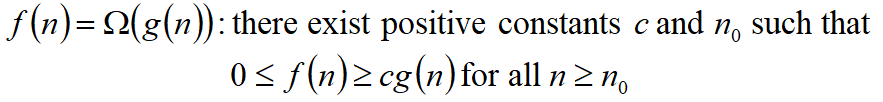 f(n)= Ω(g(n)): there exist positive constants c and n₀ such that
0 ≤ f(n) ≥ cg(n) for all n ≥ n₀